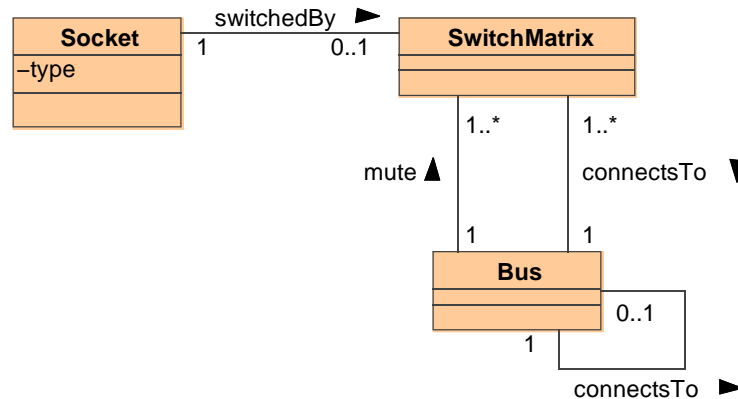 switchedBy
Socket
1
0..1
SwitchMatrix
–type
1..*
1..*
mute
connectsTo
1
1
Bus
0..1
1
connectsTo